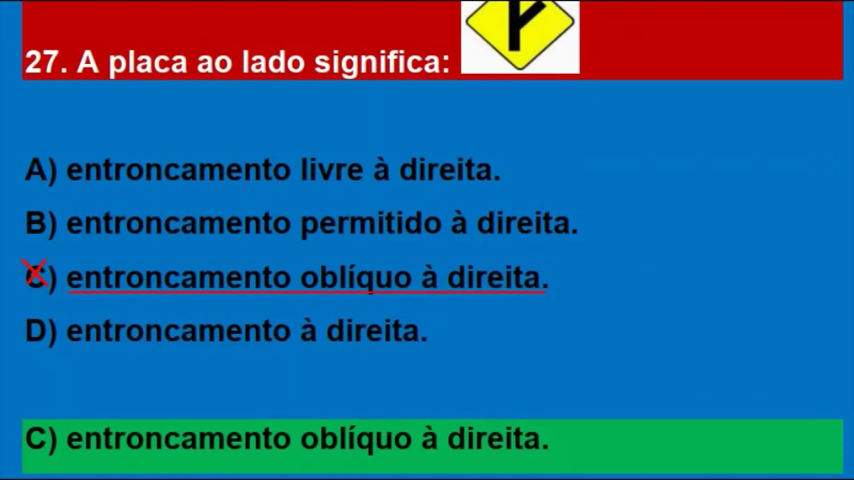 27. A placa ao lado significa:
A) entroncamento livre à direita.
B) entroncamento permitido à direita.
C) entroncamento oblíquo à direita.
D) entroncamento à direita.
C) entroncamento oblíquo à direita.